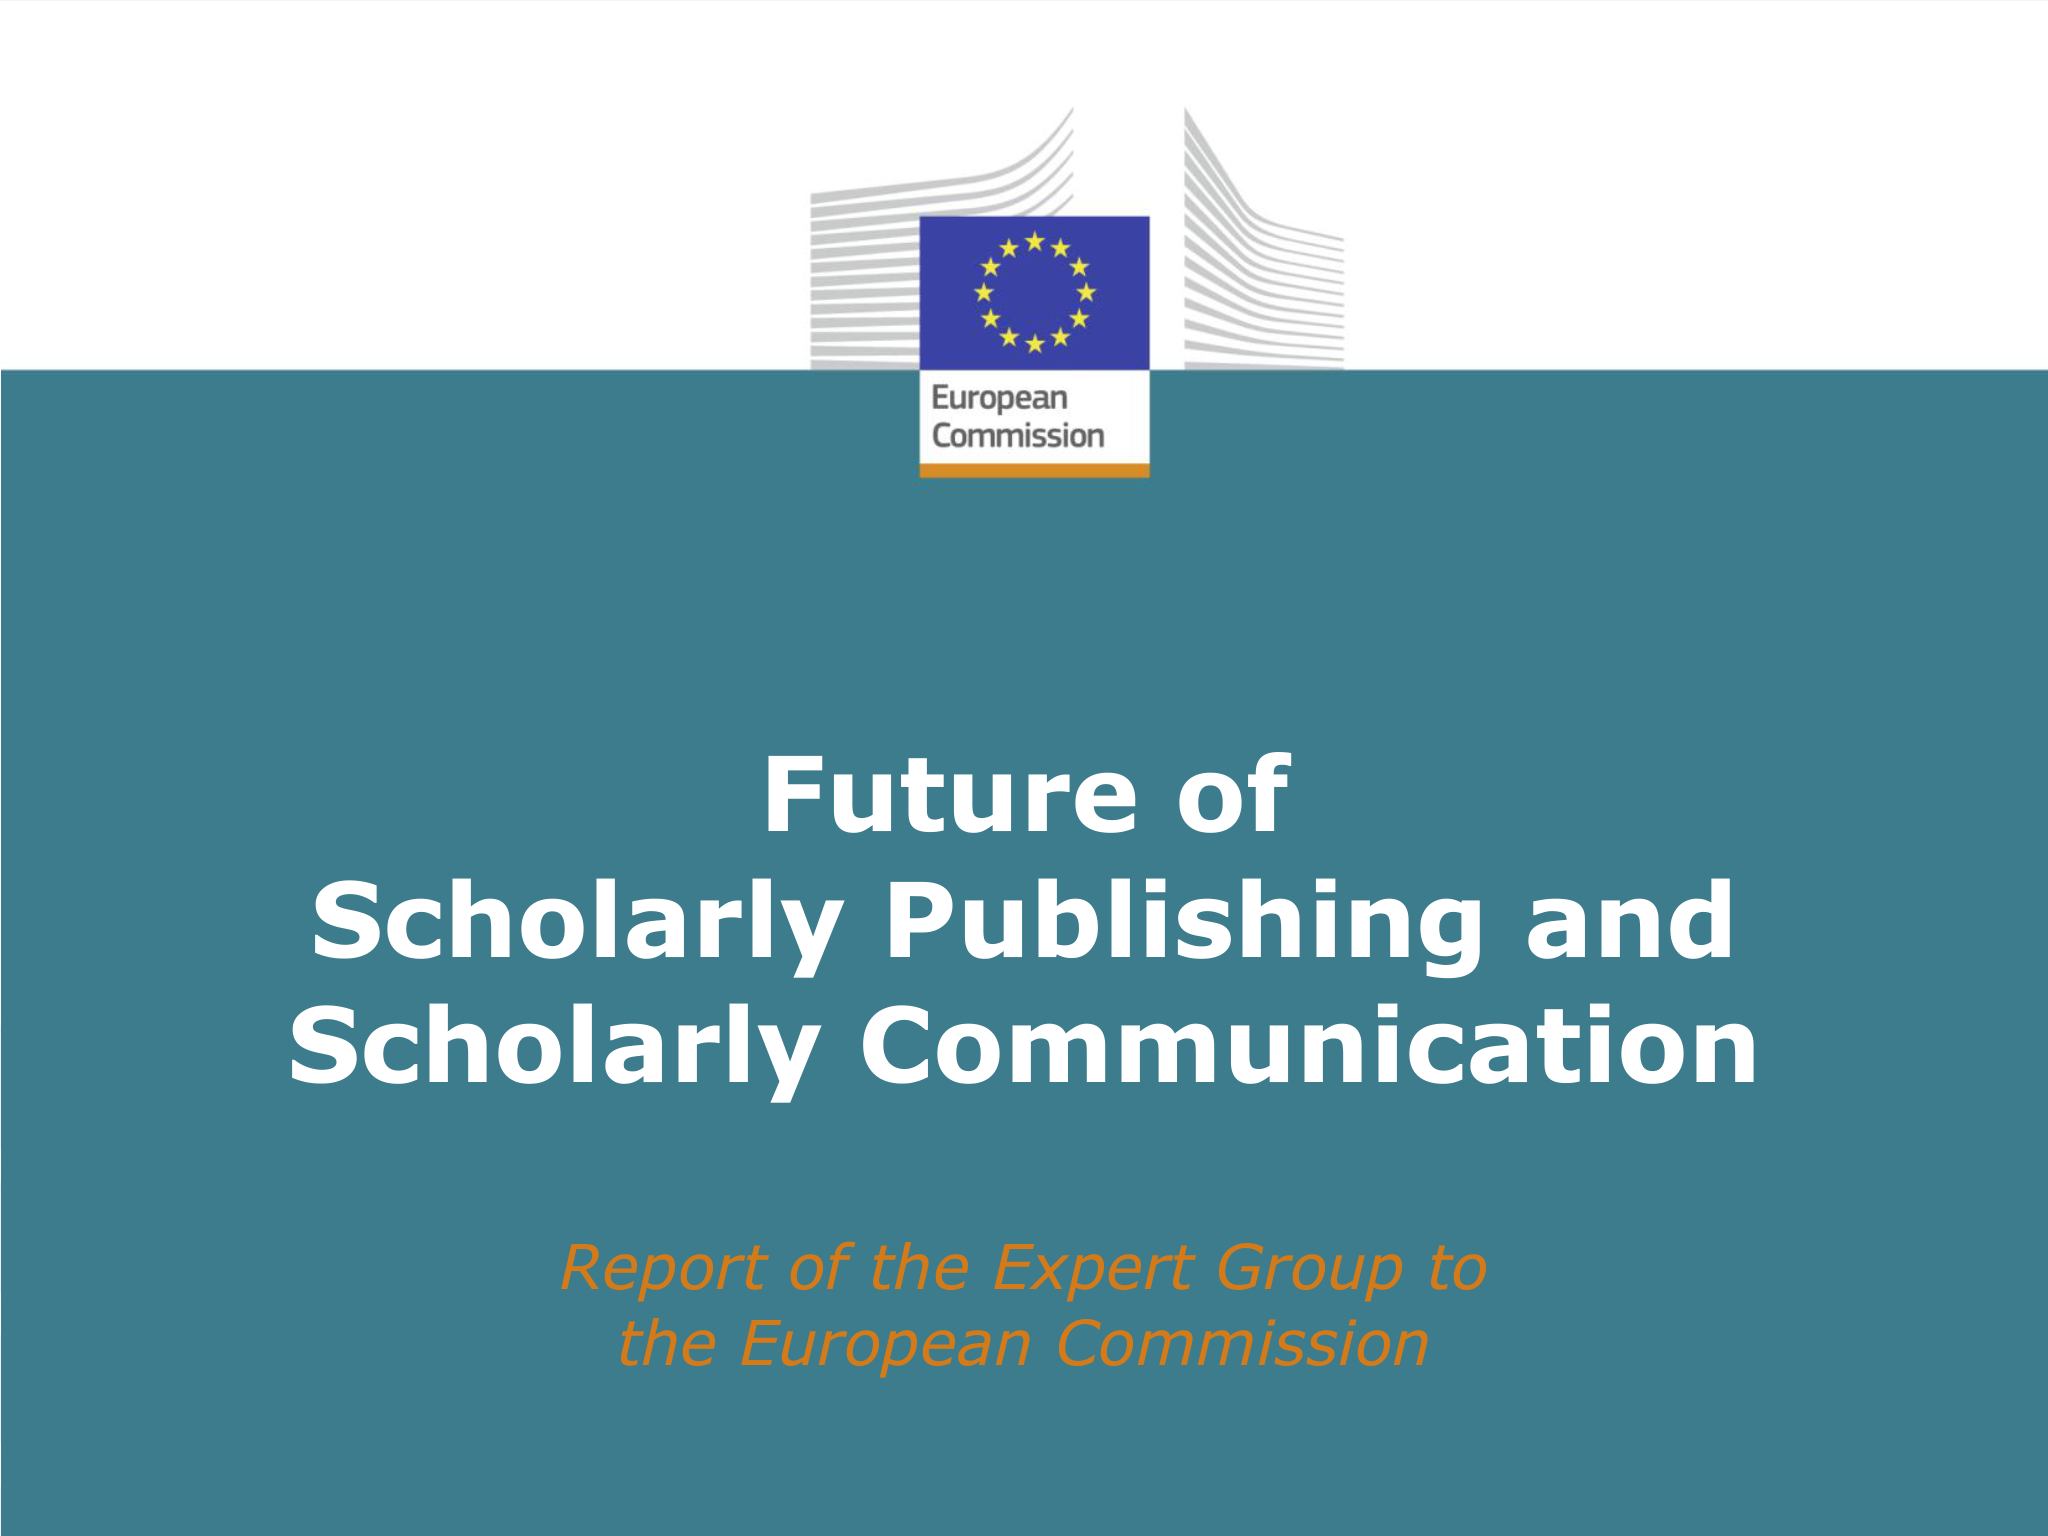 European
Commission
Future of
Scholarly Publishing and
Scholarly Communication
Report of the Expert Group to
the European Commission